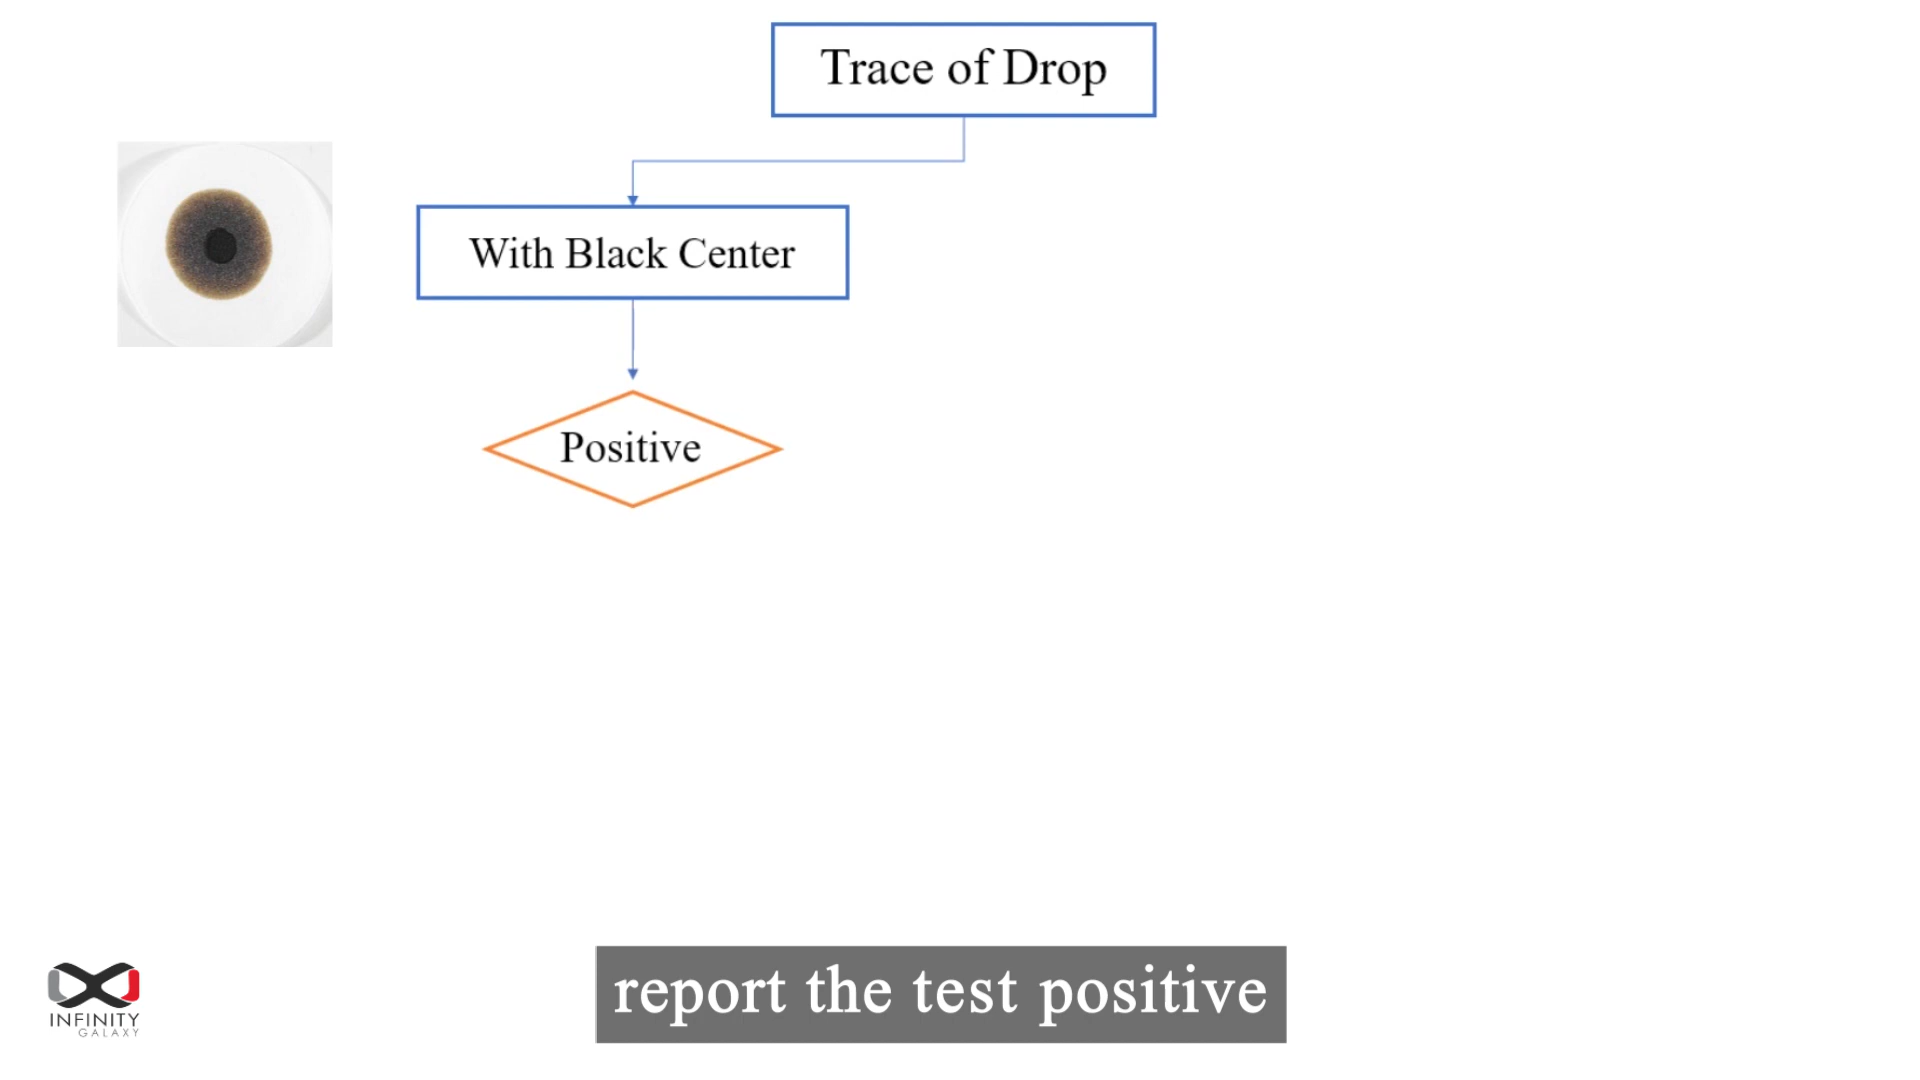 Trace of Drop
With Black Center
Positive
report the test positive
INFINITY
GALAXY